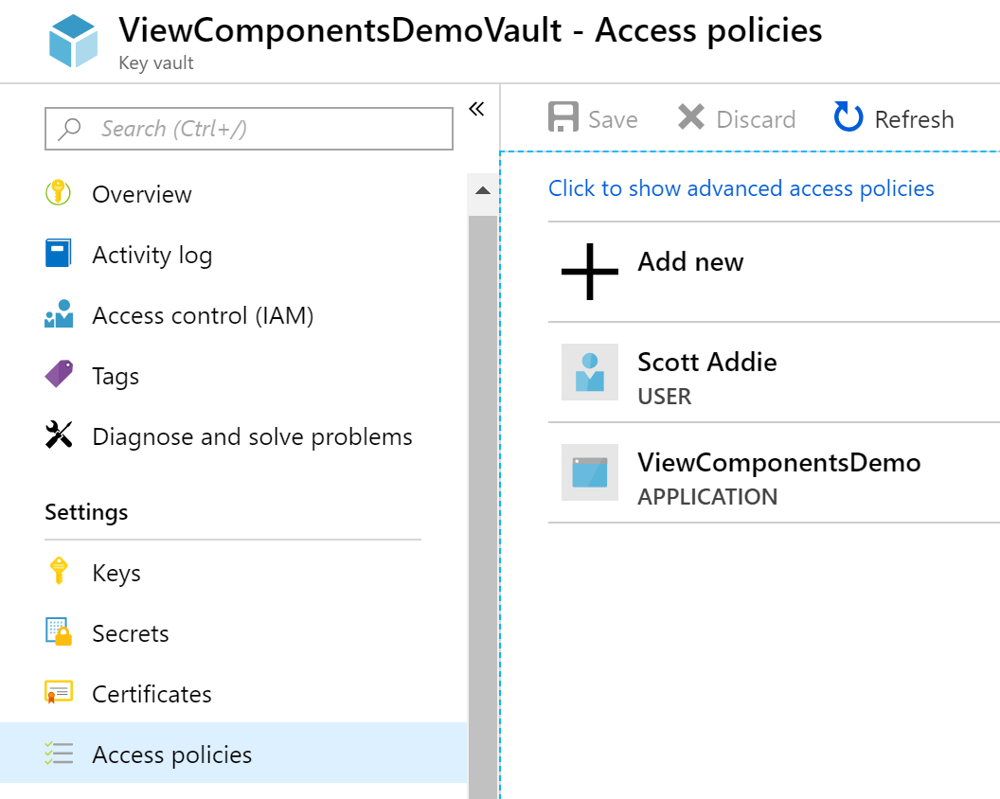 ViewComponentsDemoVault - Access policies
Key vault
Search (Ctrl+/)
«
Overview
Activity log
Access control (IAM)
Tags
Diagnose and solve problems
Settings
Keys
Secrets
Certificates
Access policies
Save Discard Refresh
Click to show advanced access policies
Add new
Scott Addie
USER
ViewComponentsDemo
APPLICATION